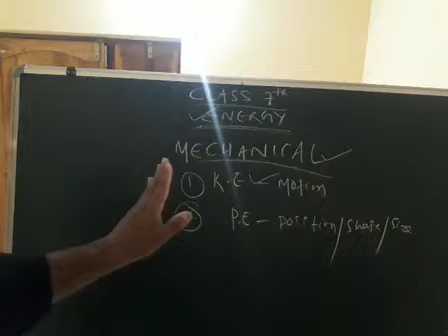 CLASS 7th
ENERGY
MECHANICAL
① K.E Motion
P.E – Position/Shape/Size